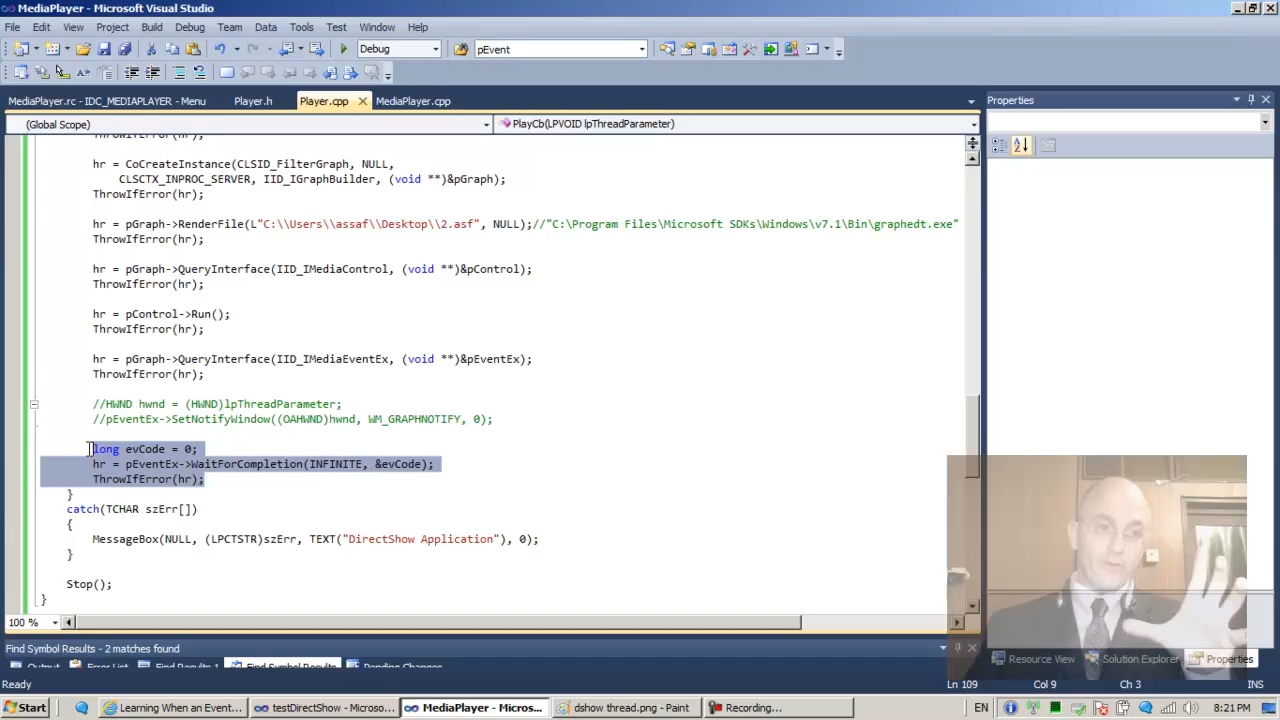 MediaPlayer - Microsoft Visual Studio
File Edit View Project Build Debug Team Data Tools Test Window Help
Debug pEvent
MediaPlayer.rc - IDC_MEDIAPLAYER - Menu Player.h Player.cpp MediaPlayer.cpp Properties
(Global Scope) PlayCb(LPVOID lpThreadParameter)
ThrowIfError(hr);
hr = CoCreateInstance(CLSID_FilterGraph, NULL,
CLSCTX_INPROC_SERVER, IID_IGraphBuilder, (void **)&pGraph);
ThrowIfError(hr);
hr = pGraph->RenderFile(L"C:\\Users\\assaf\\Desktop\\2.asf", NULL);//"C:\Program Files\Microsoft SDKs\Windows\v7.1\Bin\graphedt.exe"
ThrowIfError(hr);
hr = pGraph->QueryInterface(IID_IMediaControl, (void **)&pControl);
ThrowIfError(hr);
hr = pControl->Run();
ThrowIfError(hr);
hr = pGraph->QueryInterface(IID_IMediaEventEx, (void **)&pEventEx);
ThrowIfError(hr);
//HWND hwnd = (HWND)lpThreadParameter;
//pEventEx->SetNotifyWindow((OAHWND)hwnd, WM_GRAPHNOTIFY, 0);
long evCode = 0;
hr = pEventEx->WaitForCompletion(INFINITE, &evCode);
ThrowIfError(hr);
}
catch(TCHAR szErr[])
{
MessageBox(NULL, (LPCTSTR)szErr, TEXT("DirectShow Application"), 0);
}
Stop();
}
100 %
Find Symbol Results - 2 matches found
Output Error List Find Results 1 Find Symbol Results Pending Changes Resource View Solution Explorer Properties
Ready Ln 109 Col 9 Ch 3 INS
Start Learning When an Event... testDirectShow - Microso... MediaPlayer - Micros... dshow thread.png - Paint Recording... EN 8:21 PM